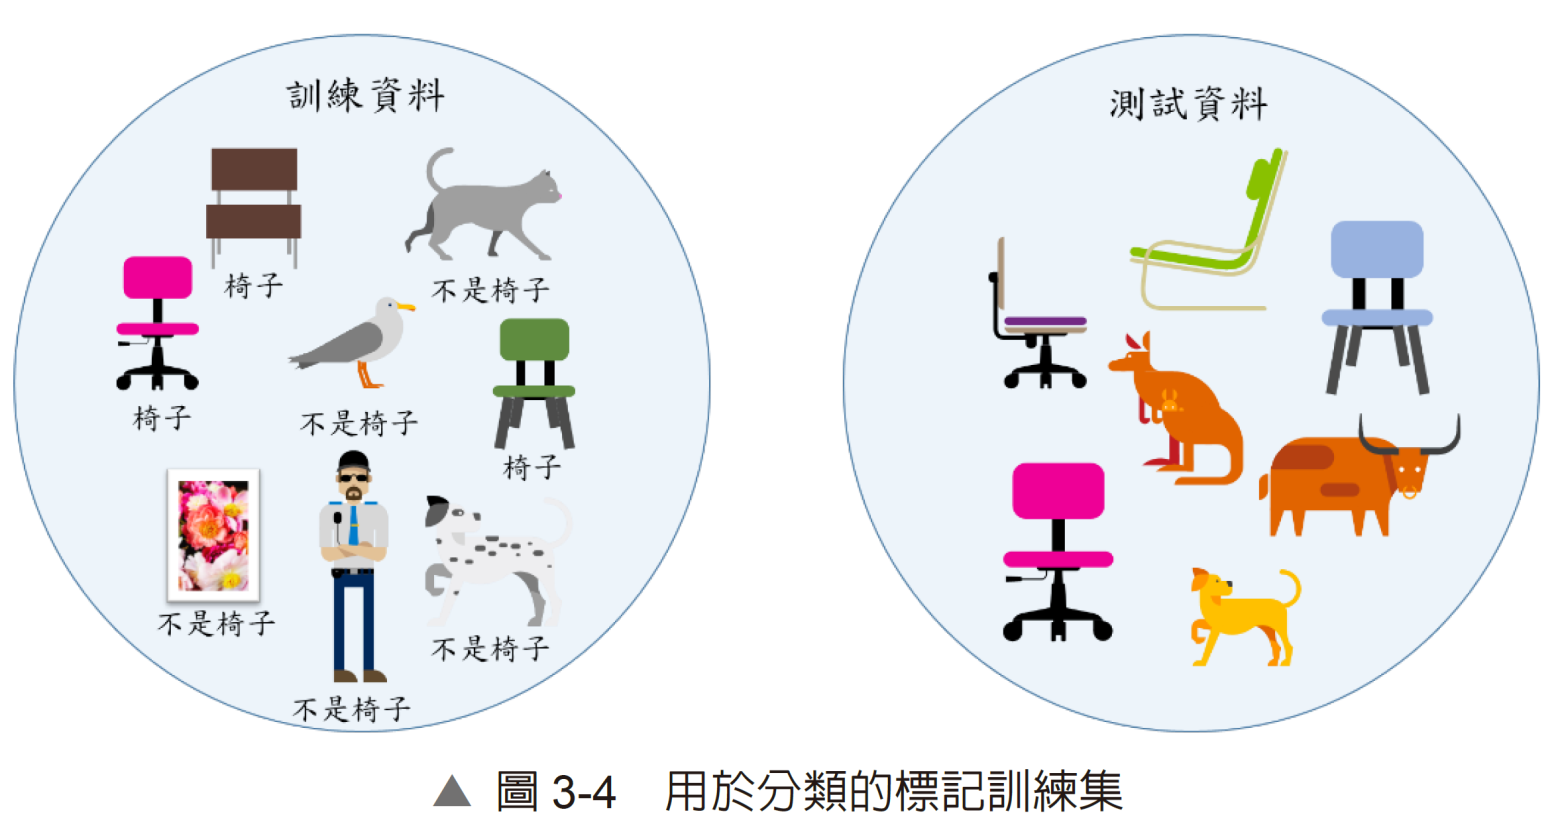 訓練資料
椅子
不是椅子
椅子
不是椅子
椅子
不是椅子
不是椅子
不是椅子
測試資料
▲ 圖 3-4 用於分類的標記訓練集